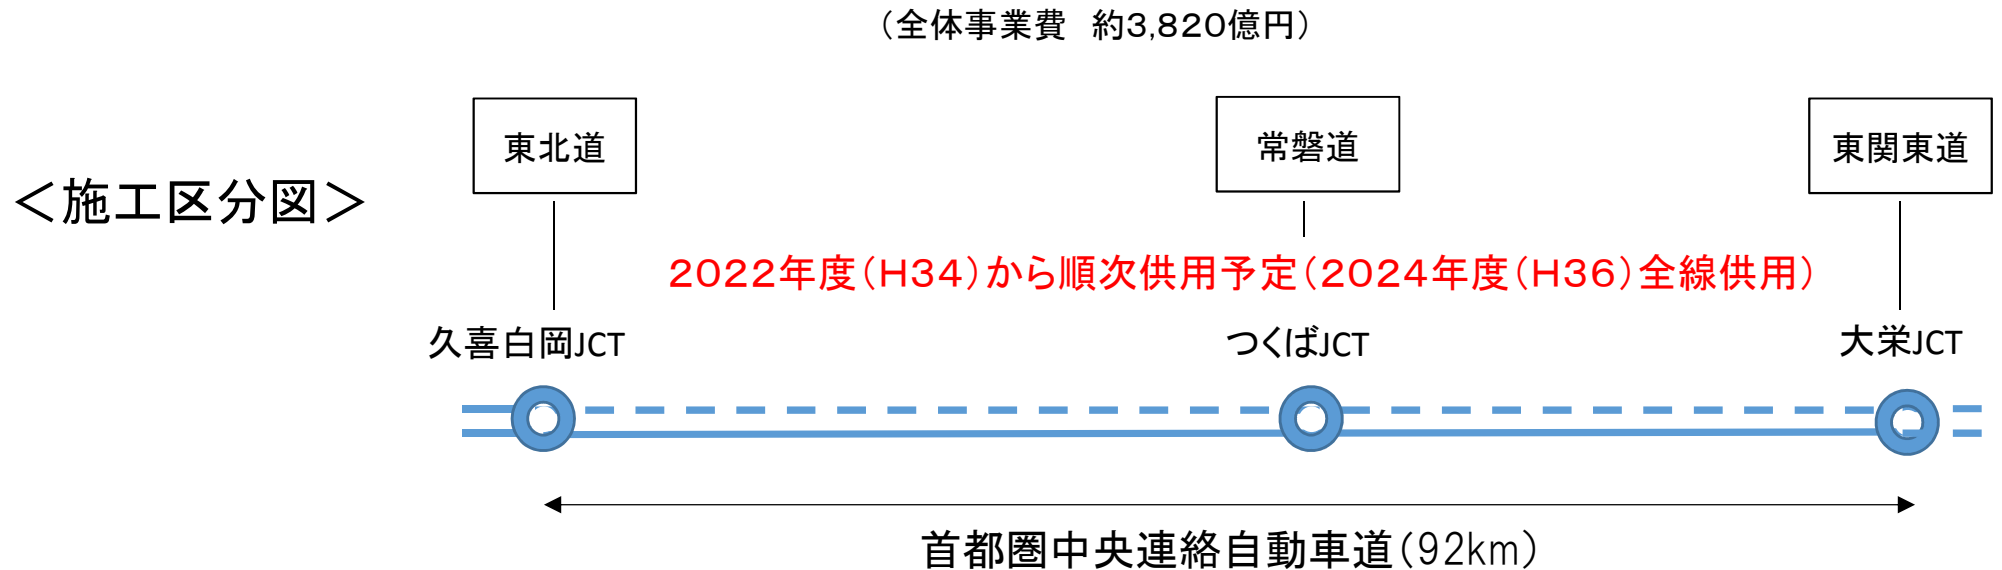 （全体事業費　約3,820億円）
東北道
常磐道
東関東道
＜施工区分図＞
2022年度（H34）から順次供用予定（2024年度（H36）全線供用）
久喜白岡JCT
つくばJCT
大栄JCT
首都圏中央連絡自動車道（92km）